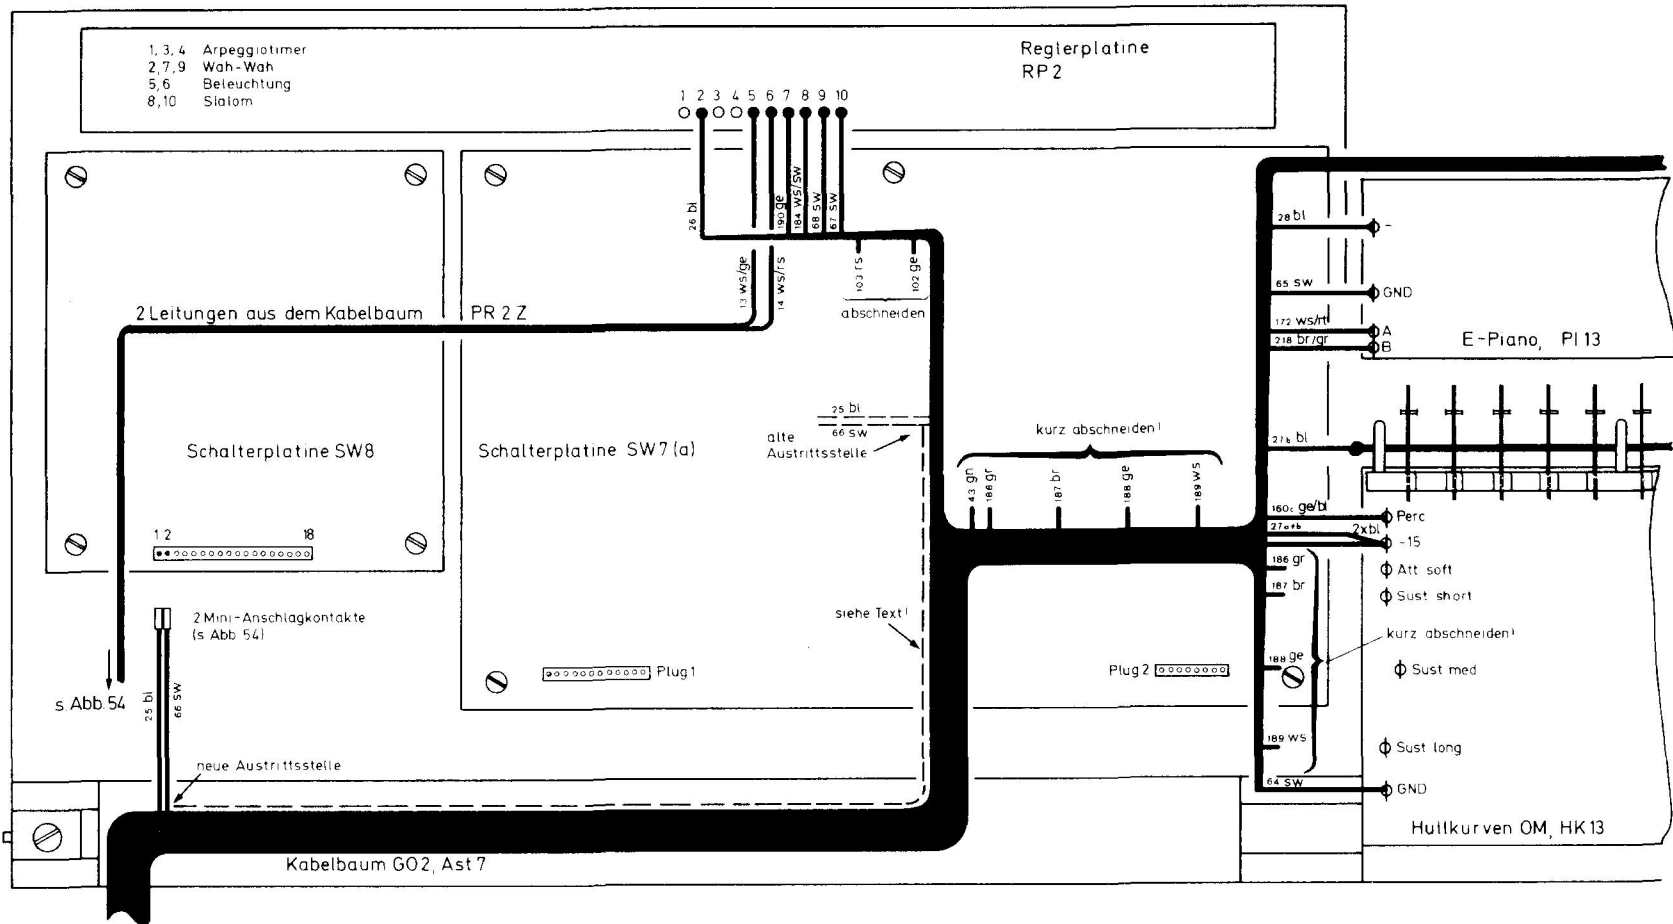 1, 3, 4 Arpeggiotimer
2, 7, 9 Wah-Wah
5, 6 Beleuchtung
8, 10 Slalom
Reglerplatine
RP 2
1 2 3 4 5 6 7 8 9 10
26 bl
190 ge
184 ws/sw
68 sw
67 sw
13 ws/ge
14 ws/rs
103 rs
102 ge
abschneiden
2 Leitungen aus dem Kabelbaum
PR 2 Z
28 bl
-
65 sw
GND
172 ws/rt
A
218 br/gr
B
E-Piano, PI 13
25 bl
66 sw
alte
Austrittsstelle
Schalterplatine SW8
Schalterplatine SW7 (a)
kurz abschneiden!
43 gn
186 gr
187 br
188 ge
189 ws
27b bl
160c ge/bl
Perc
27a+b
2xbl
-15
186 gr
Att soft
187 br
Sust short
kurz abschneiden!
188 ge
Sust med
189 ws
Sust long
64 sw
GND
Hüllkurven OM, HK 13
1 2
18
2 Mini-Anschlagkontakte
(s. Abb. 54)
siehe Text!
Plug 1
Plug 2
s. Abb. 54
25 bl
66 sw
neue Austrittsstelle
Kabelbaum GO2, Ast 7